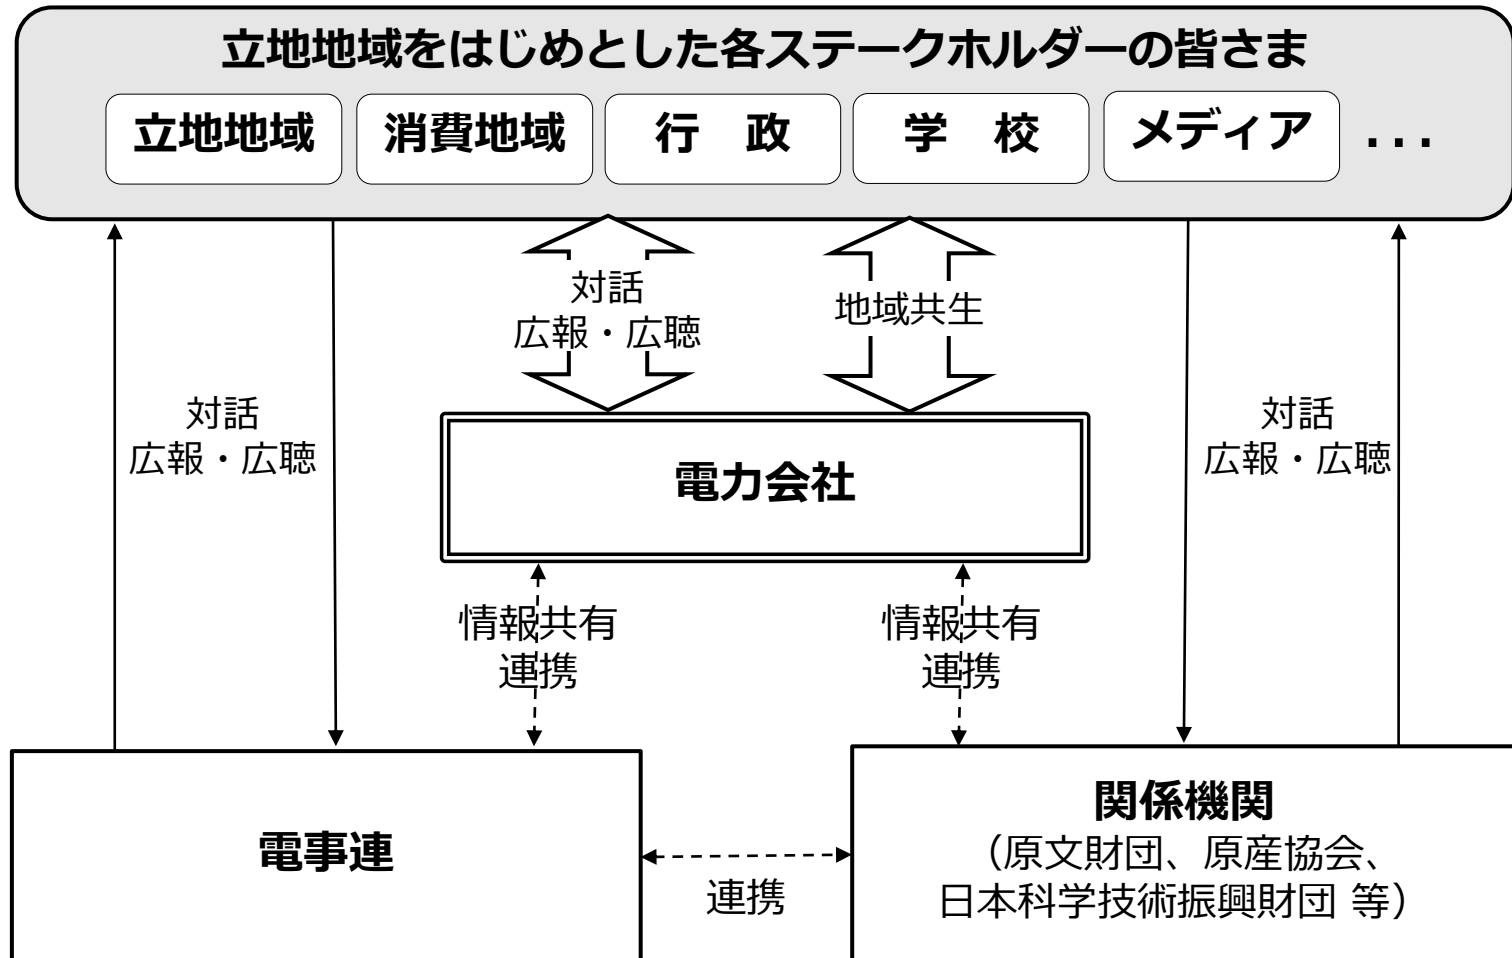 立地地域をはじめとした各ステークホルダーの皆さま
立地地域
消費地域
行　政
学　校
メディア
...
対話
広報・広聴
地域共生
対話
広報・広聴
対話
広報・広聴
電力会社
情報共有
連携
情報共有
連携
電事連
連携
関係機関
（原文財団、原産協会、
日本科学技術振興財団 等）